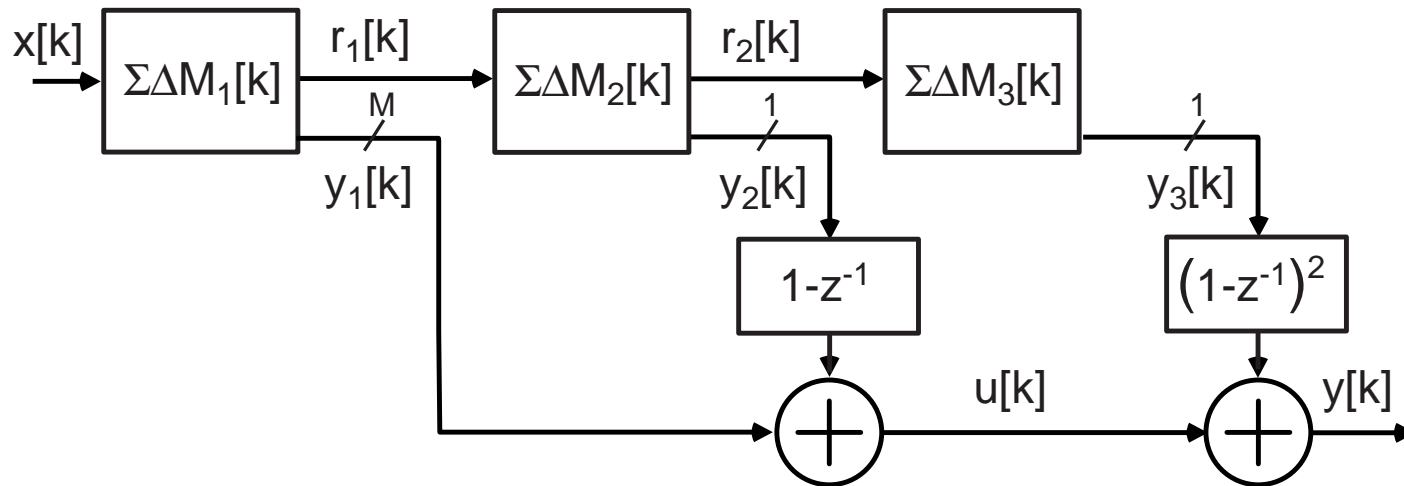 x[k]
ΣΔM₁[k]
r₁[k]
ΣΔM₂[k]
r₂[k]
ΣΔM₃[k]
M
1
1
y₁[k]
y₂[k]
y₃[k]
1-z⁻¹
(1-z⁻¹)²
u[k]
y[k]